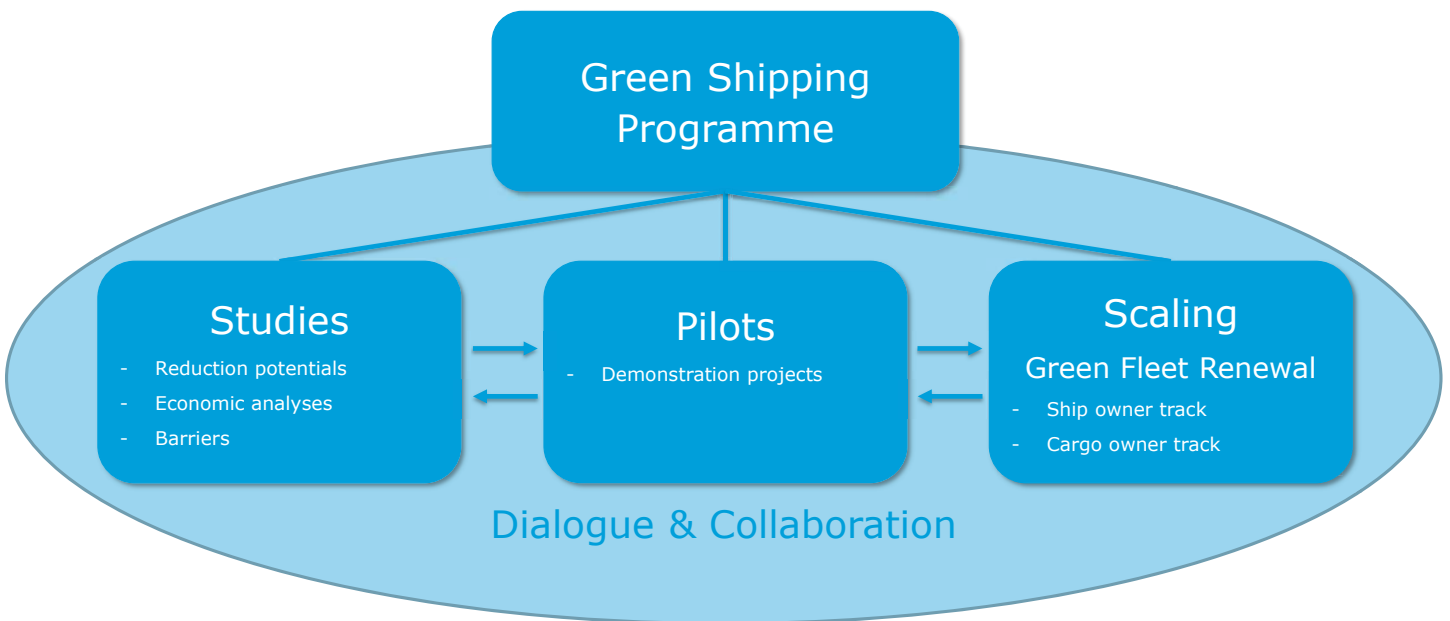 Green Shipping
Programme
Studies
- Reduction potentials
- Economic analyses
- Barriers
Pilots
- Demonstration projects
Scaling
Green Fleet Renewal
- Ship owner track
- Cargo owner track
Dialogue & Collaboration